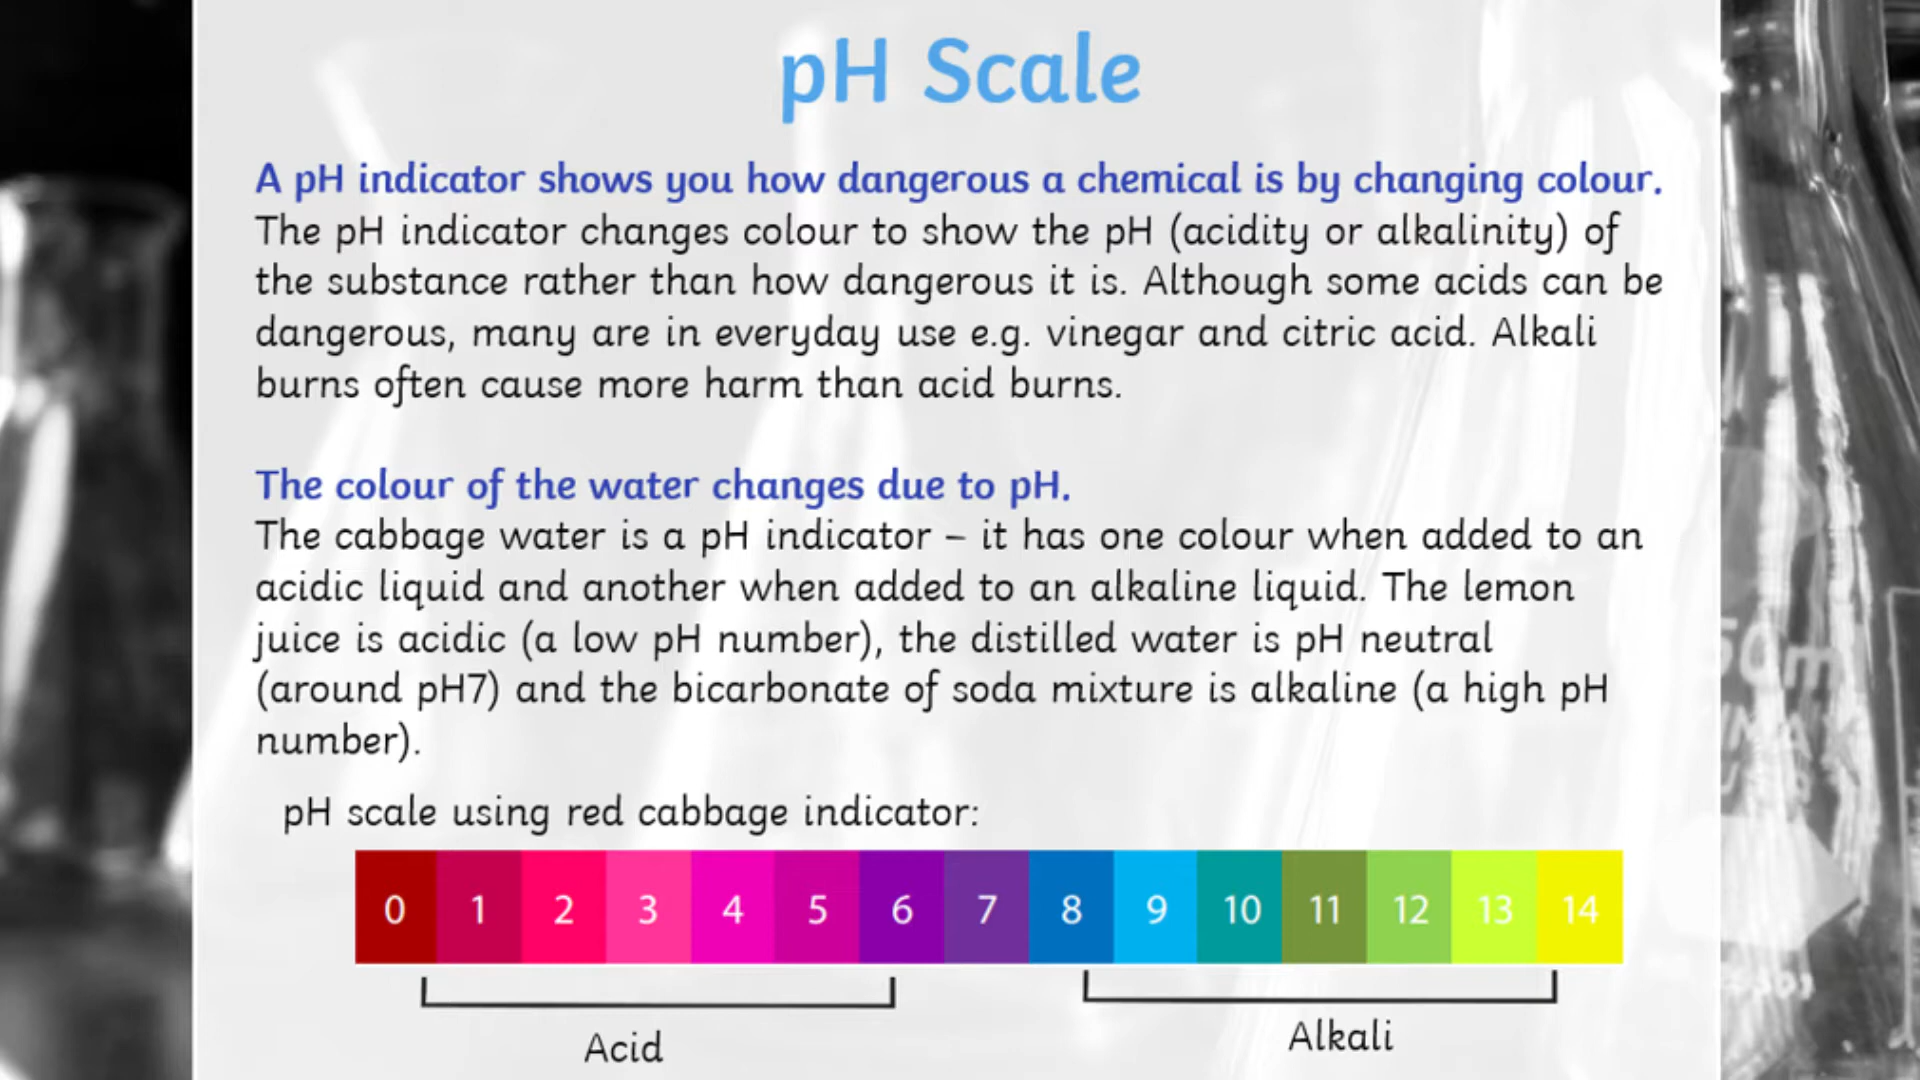 pH Scale
A pH indicator shows you how dangerous a chemical is by changing colour.
The pH indicator changes colour to show the pH (acidity or alkalinity) of
the substance rather than how dangerous it is. Although some acids can be
dangerous, many are in everyday use e.g. vinegar and citric acid. Alkali
burns often cause more harm than acid burns.
The colour of the water changes due to pH.
The cabbage water is a pH indicator – it has one colour when added to an
acidic liquid and another when added to an alkaline liquid. The lemon
juice is acidic (a low pH number), the distilled water is pH neutral
(around pH7) and the bicarbonate of soda mixture is alkaline (a high pH
number).
pH scale using red cabbage indicator:
0 1 2 3 4 5 6 7 8 9 10 11 12 13 14
Acid
Alkali